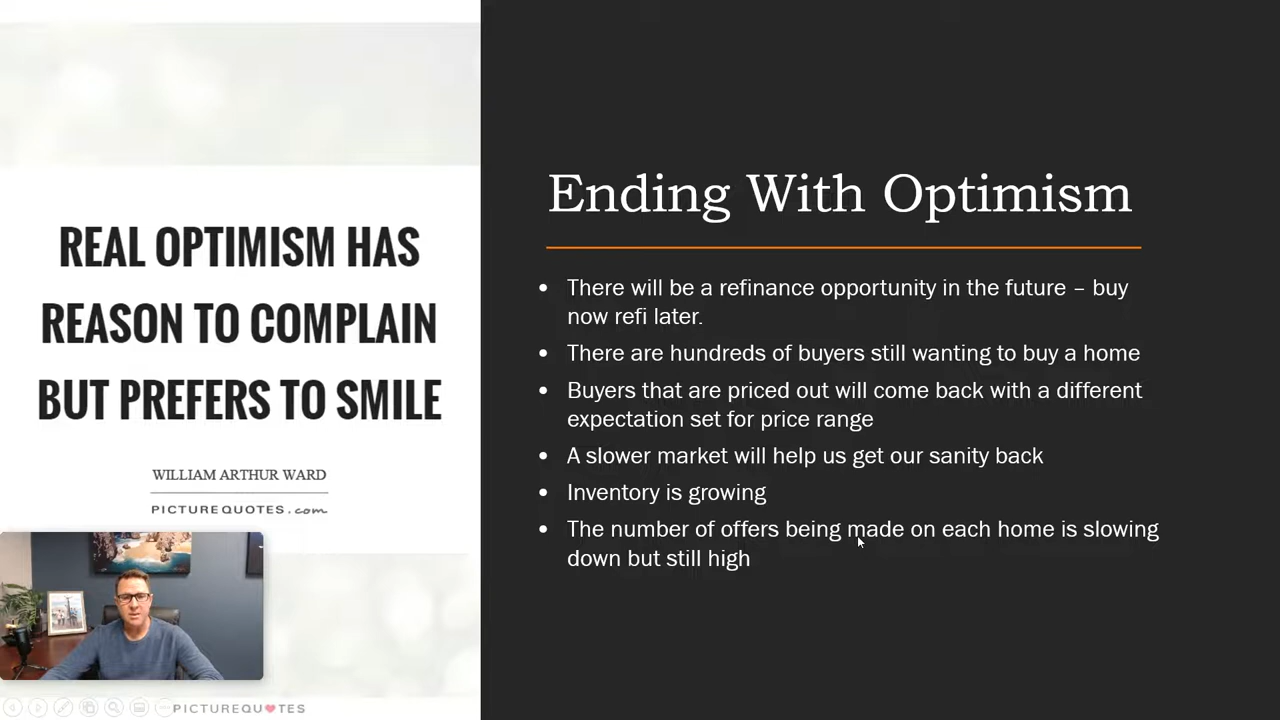 REAL OPTIMISM HAS
REASON TO COMPLAIN
BUT PREFERS TO SMILE
WILLIAM ARTHUR WARD
PICTUREQUOTES.com
PICTUREQU♥TES
Ending With Optimism
• There will be a refinance opportunity in the future – buy
now refi later.
• There are hundreds of buyers still wanting to buy a home
• Buyers that are priced out will come back with a different
expectation set for price range
• A slower market will help us get our sanity back
• Inventory is growing
• The number of offers being made on each home is slowing
down but still high